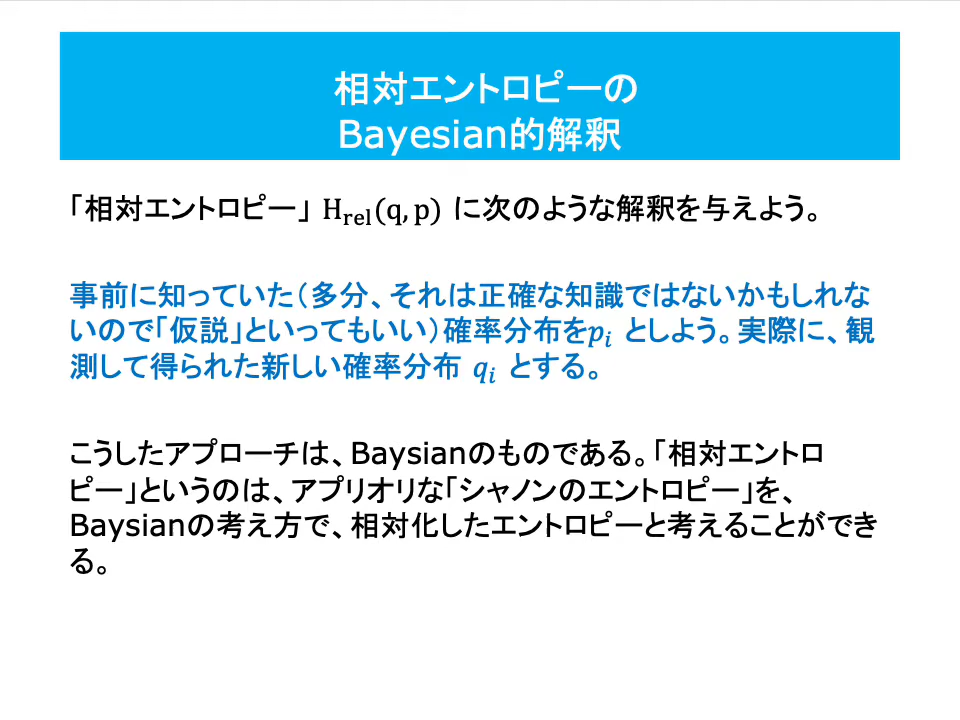 相対エントロピーの
Bayesian的解釈
「相対エントロピー」 H_rel(q, p) に次のような解釈を与えよう。
事前に知っていた（多分、それは正確な知識ではないかもしれな
いので「仮説」といってもいい）確率分布をp_i としよう。実際に、観
測して得られた新しい確率分布 q_i とする。
こうしたアプローチは、Baysianのものである。「相対エントロ
ピー」というのは、アプリオリな「シャノンのエントロピー」を、
Baysianの考え方で、相対化したエントロピーと考えることができ
る。